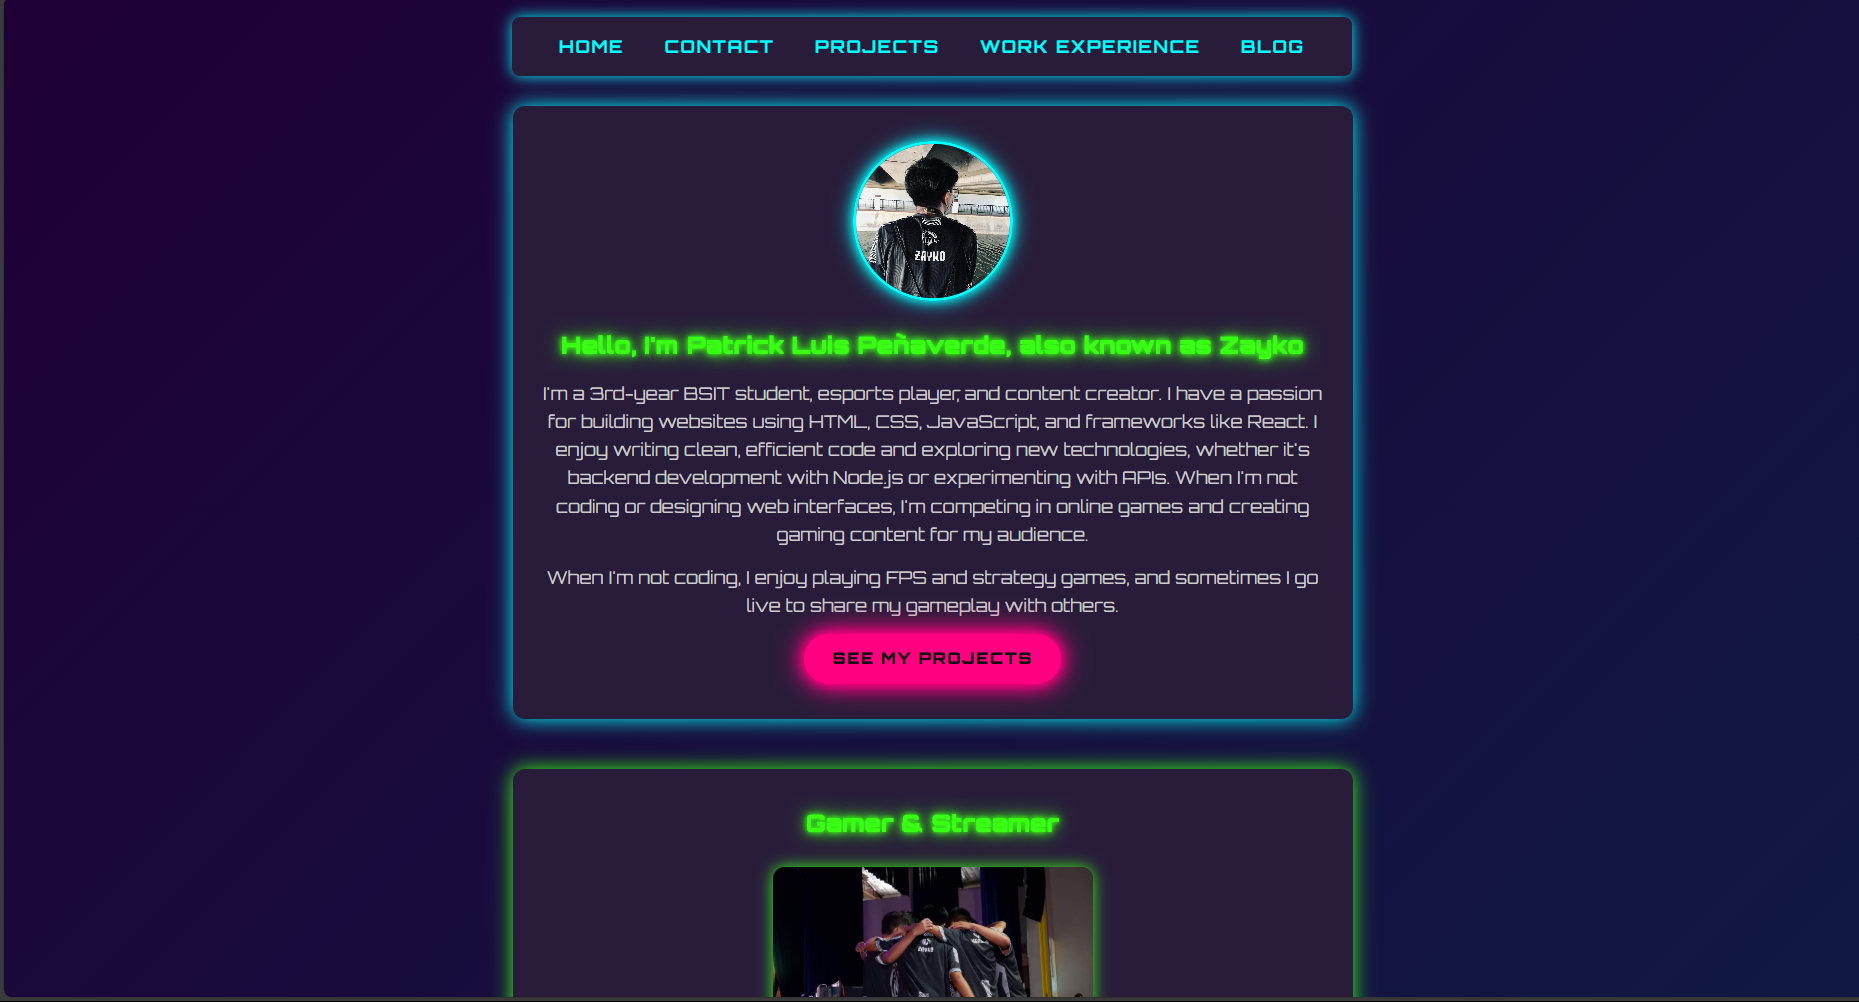 HOME CONTACT PROJECTS WORK EXPERIENCE BLOG
ZAYKO
Hello, I'm Patrick Luis Peñaverde, also known as Zayko
I'm a 3rd-year BSIT student, esports player, and content creator. I have a passion
for building websites using HTML, CSS, JavaScript, and frameworks like React. I
enjoy writing clean, efficient code and exploring new technologies, whether it's
backend development with Node.js or experimenting with APIs. When I'm not
coding or designing web interfaces, I'm competing in online games and creating
gaming content for my audience.
When I'm not coding, I enjoy playing FPS and strategy games, and sometimes I go
live to share my gameplay with others.
SEE MY PROJECTS
Gamer & Streamer
ZAYKO